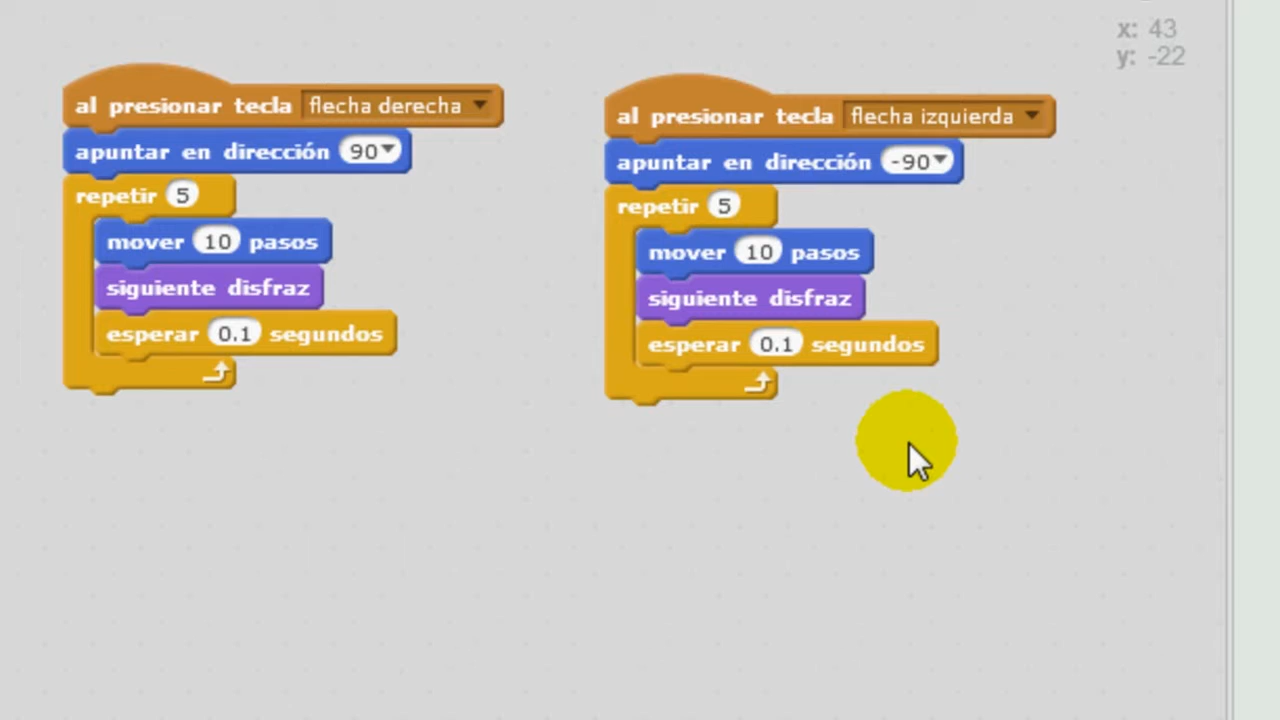 x: 43
y: -22
al presionar tecla flecha derecha
apuntar en dirección 90
repetir 5
mover 10 pasos
siguiente disfraz
esperar 0.1 segundos
al presionar tecla flecha izquierda
apuntar en dirección -90
repetir 5
mover 10 pasos
siguiente disfraz
esperar 0.1 segundos